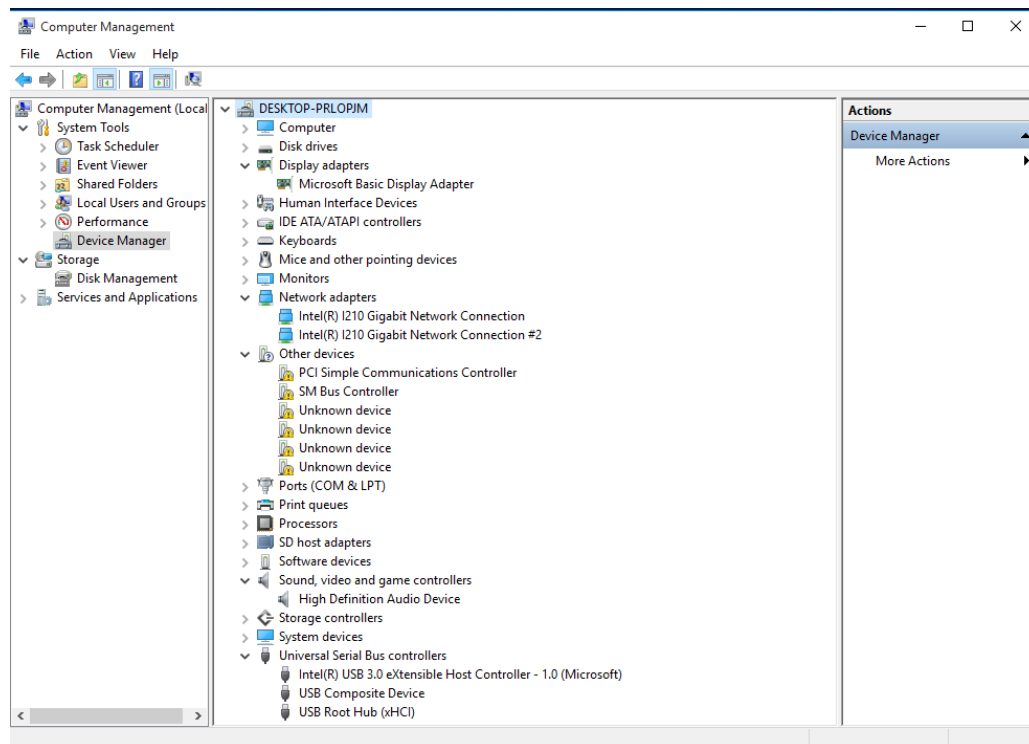 Computer Management
File Action View Help
Computer Management (Local
System Tools
Task Scheduler
Event Viewer
Shared Folders
Local Users and Groups
Performance
Device Manager
Storage
Disk Management
Services and Applications
DESKTOP-PRLOPJM
Computer
Disk drives
Display adapters
Microsoft Basic Display Adapter
Human Interface Devices
IDE ATA/ATAPI controllers
Keyboards
Mice and other pointing devices
Monitors
Network adapters
Intel(R) I210 Gigabit Network Connection
Intel(R) I210 Gigabit Network Connection #2
Other devices
PCI Simple Communications Controller
SM Bus Controller
Unknown device
Unknown device
Unknown device
Unknown device
Ports (COM & LPT)
Print queues
Processors
SD host adapters
Software devices
Sound, video and game controllers
High Definition Audio Device
Storage controllers
System devices
Universal Serial Bus controllers
Intel(R) USB 3.0 eXtensible Host Controller - 1.0 (Microsoft)
USB Composite Device
USB Root Hub (xHCI)
Actions
Device Manager
More Actions